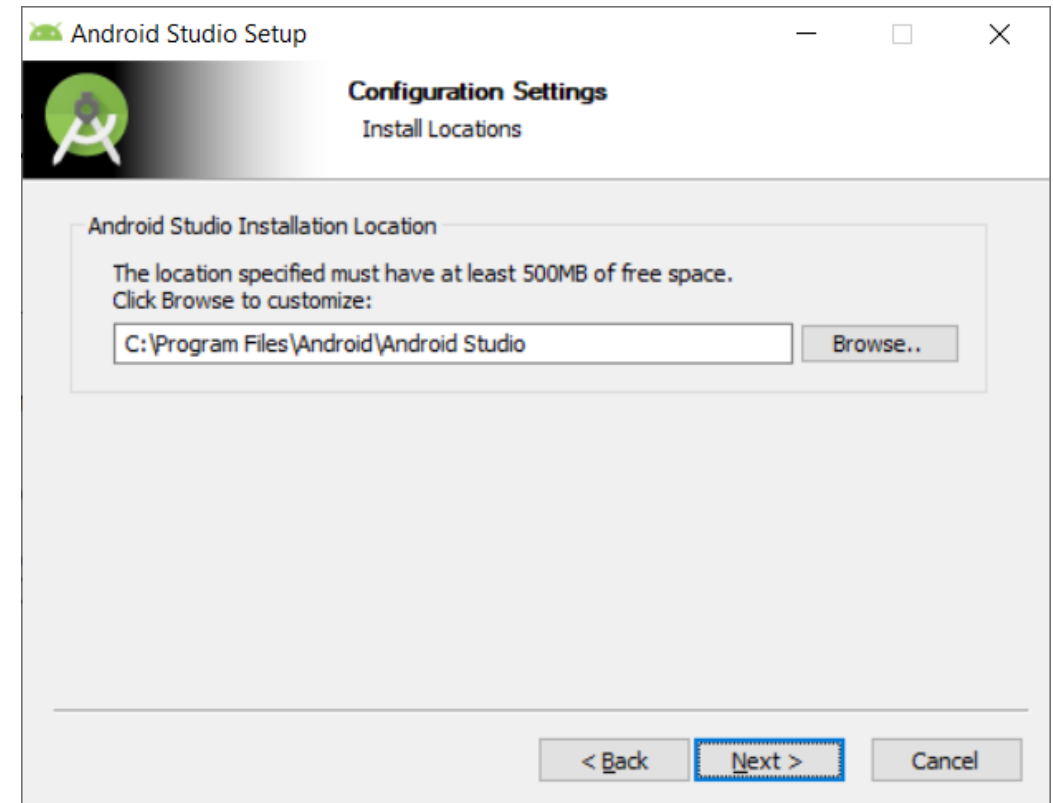 Android Studio Setup
Configuration Settings
Install Locations
Android Studio Installation Location
The location specified must have at least 500MB of free space.
Click Browse to customize:
C:\Program Files\Android\Android Studio
Browse..
< Back
Next >
Cancel